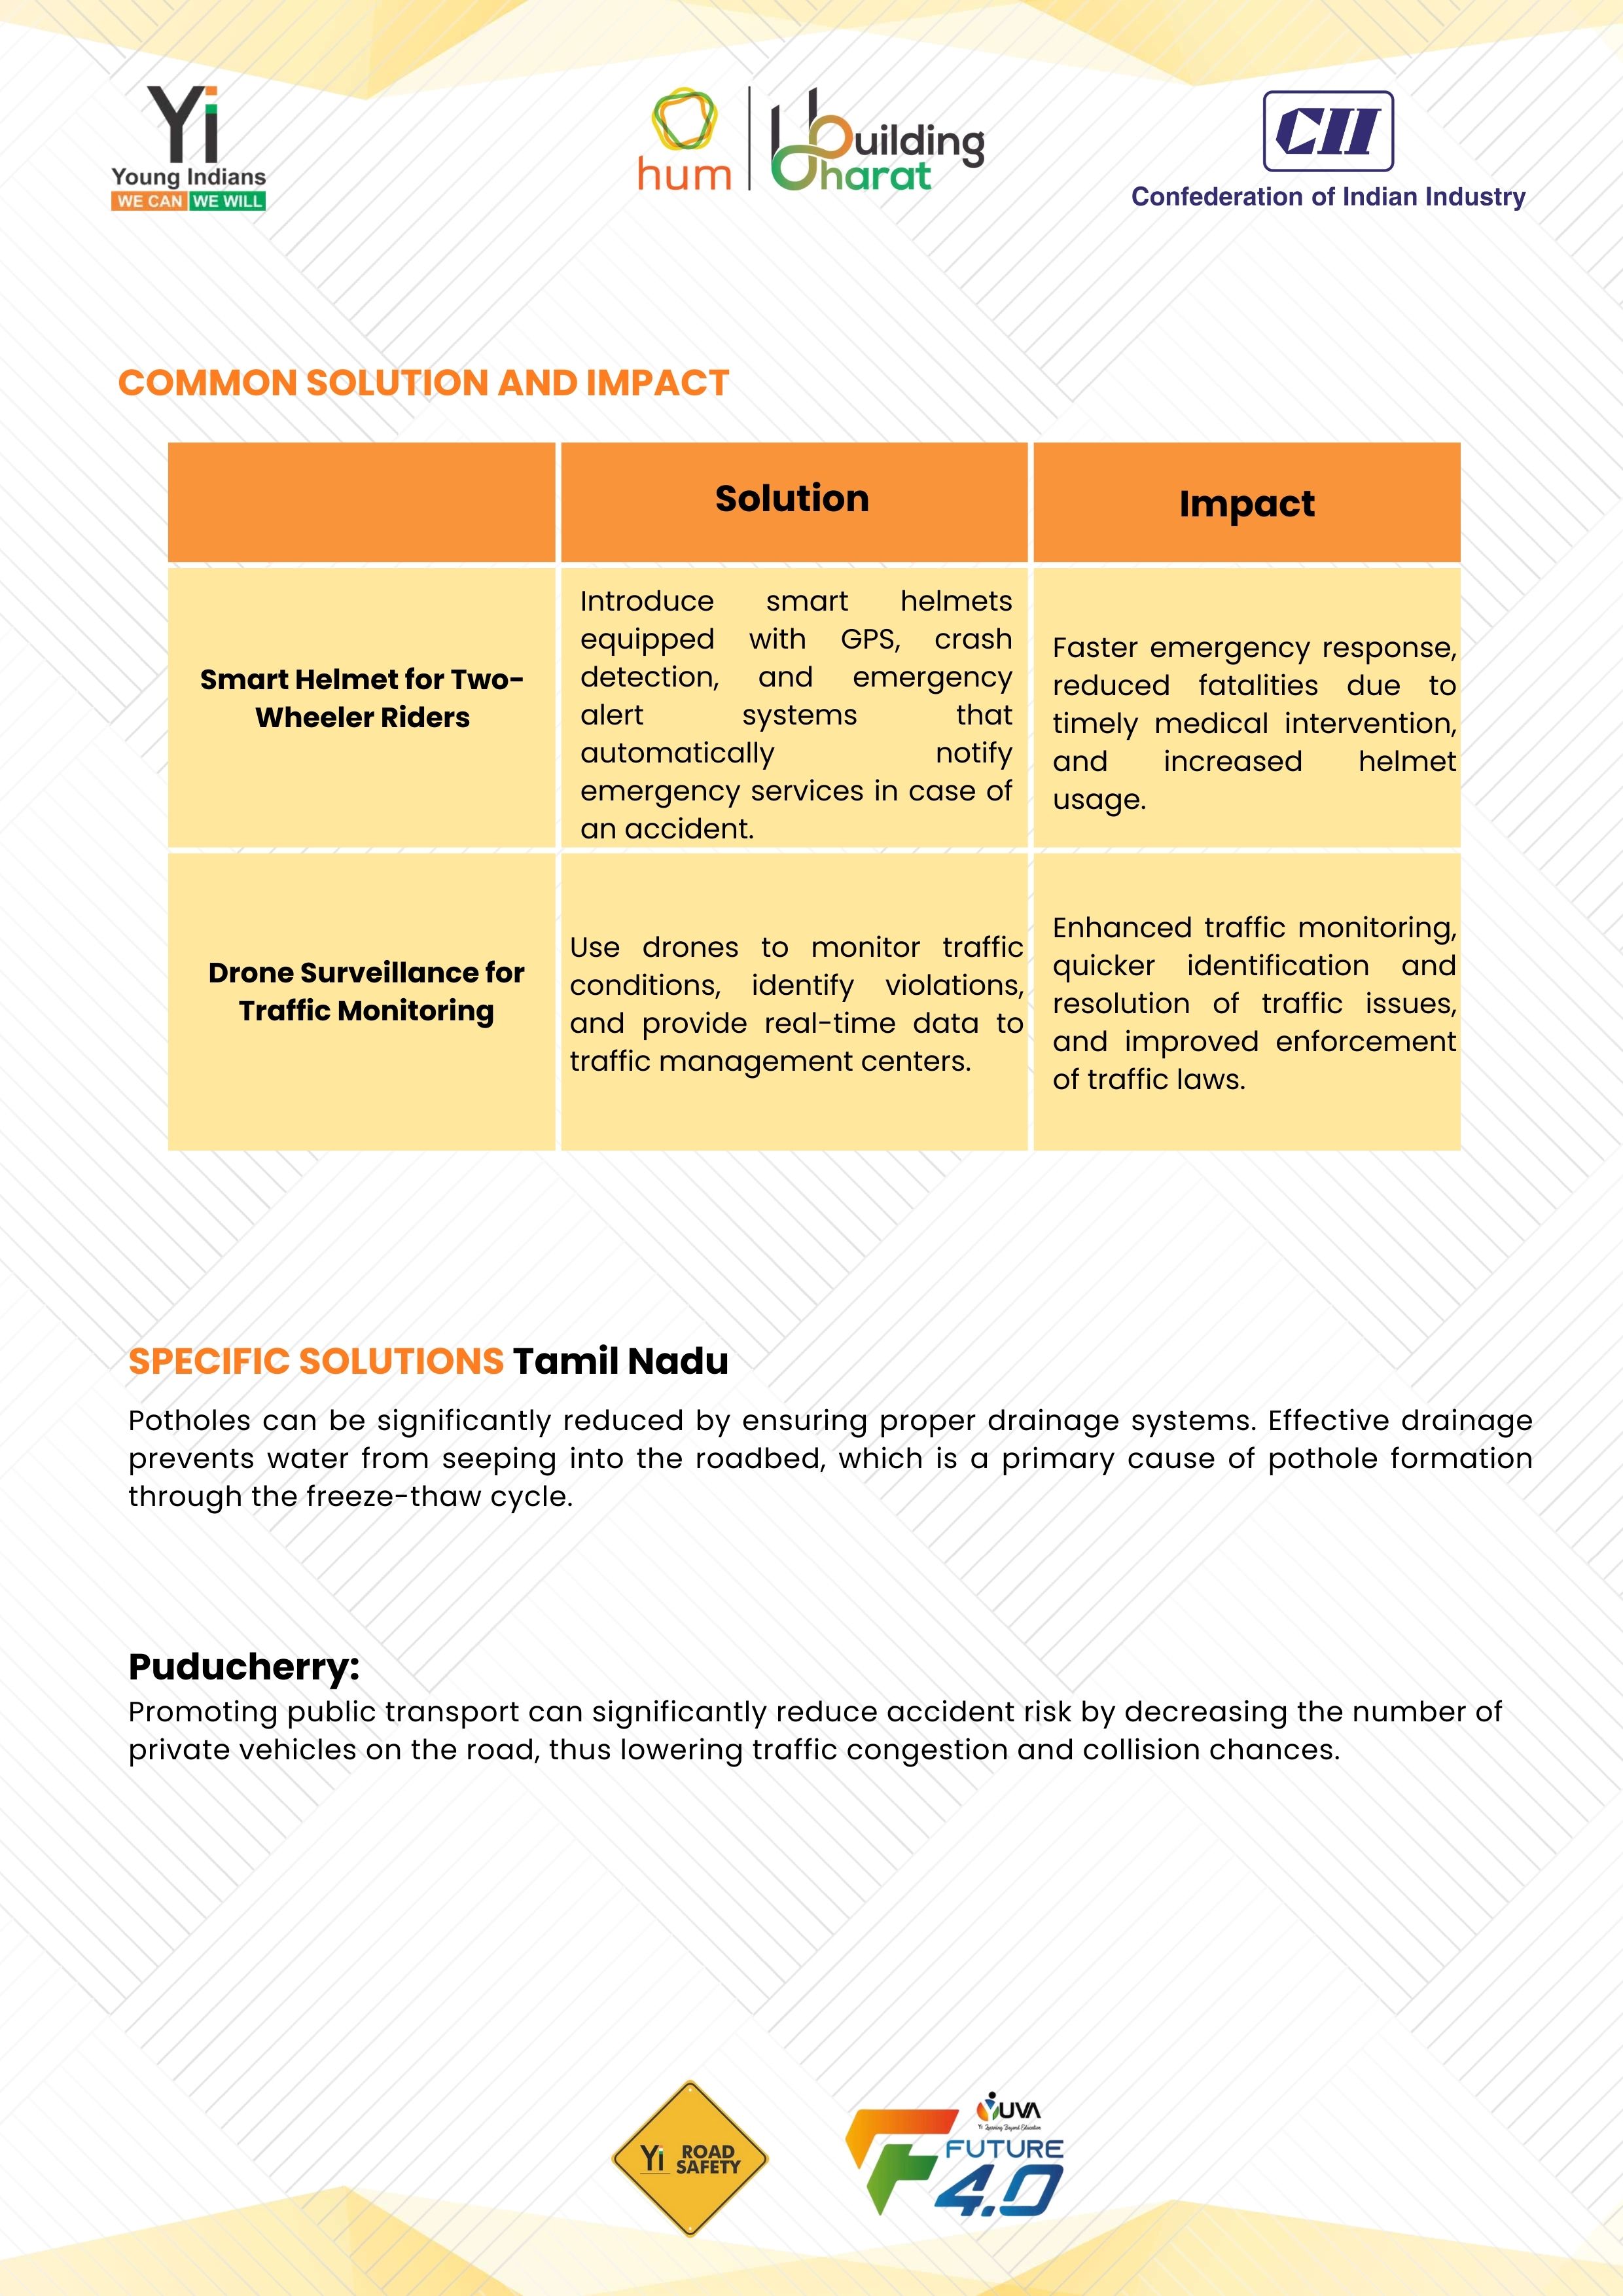 Yi
Young Indians
WE CAN WE WILL
hum
Building
Bharat
CII
Confederation of Indian Industry
COMMON SOLUTION AND IMPACT
Solution
Impact
Smart Helmet for Two-
Wheeler Riders
Introduce smart helmets
equipped with GPS, crash
detection, and emergency
alert systems that
automatically notify
emergency services in case of
an accident.
Faster emergency response,
reduced fatalities due to
timely medical intervention,
and increased helmet
usage.
Drone Surveillance for
Traffic Monitoring
Use drones to monitor traffic
conditions, identify violations,
and provide real-time data to
traffic management centers.
Enhanced traffic monitoring,
quicker identification and
resolution of traffic issues,
and improved enforcement
of traffic laws.
SPECIFIC SOLUTIONS Tamil Nadu
Potholes can be significantly reduced by ensuring proper drainage systems. Effective drainage
prevents water from seeping into the roadbed, which is a primary cause of pothole formation
through the freeze-thaw cycle.
Puducherry:
Promoting public transport can significantly reduce accident risk by decreasing the number of
private vehicles on the road, thus lowering traffic congestion and collision chances.
Yi ROAD
SAFETY
YUVA
Yi Learning Beyond Education
FUTURE
4.0